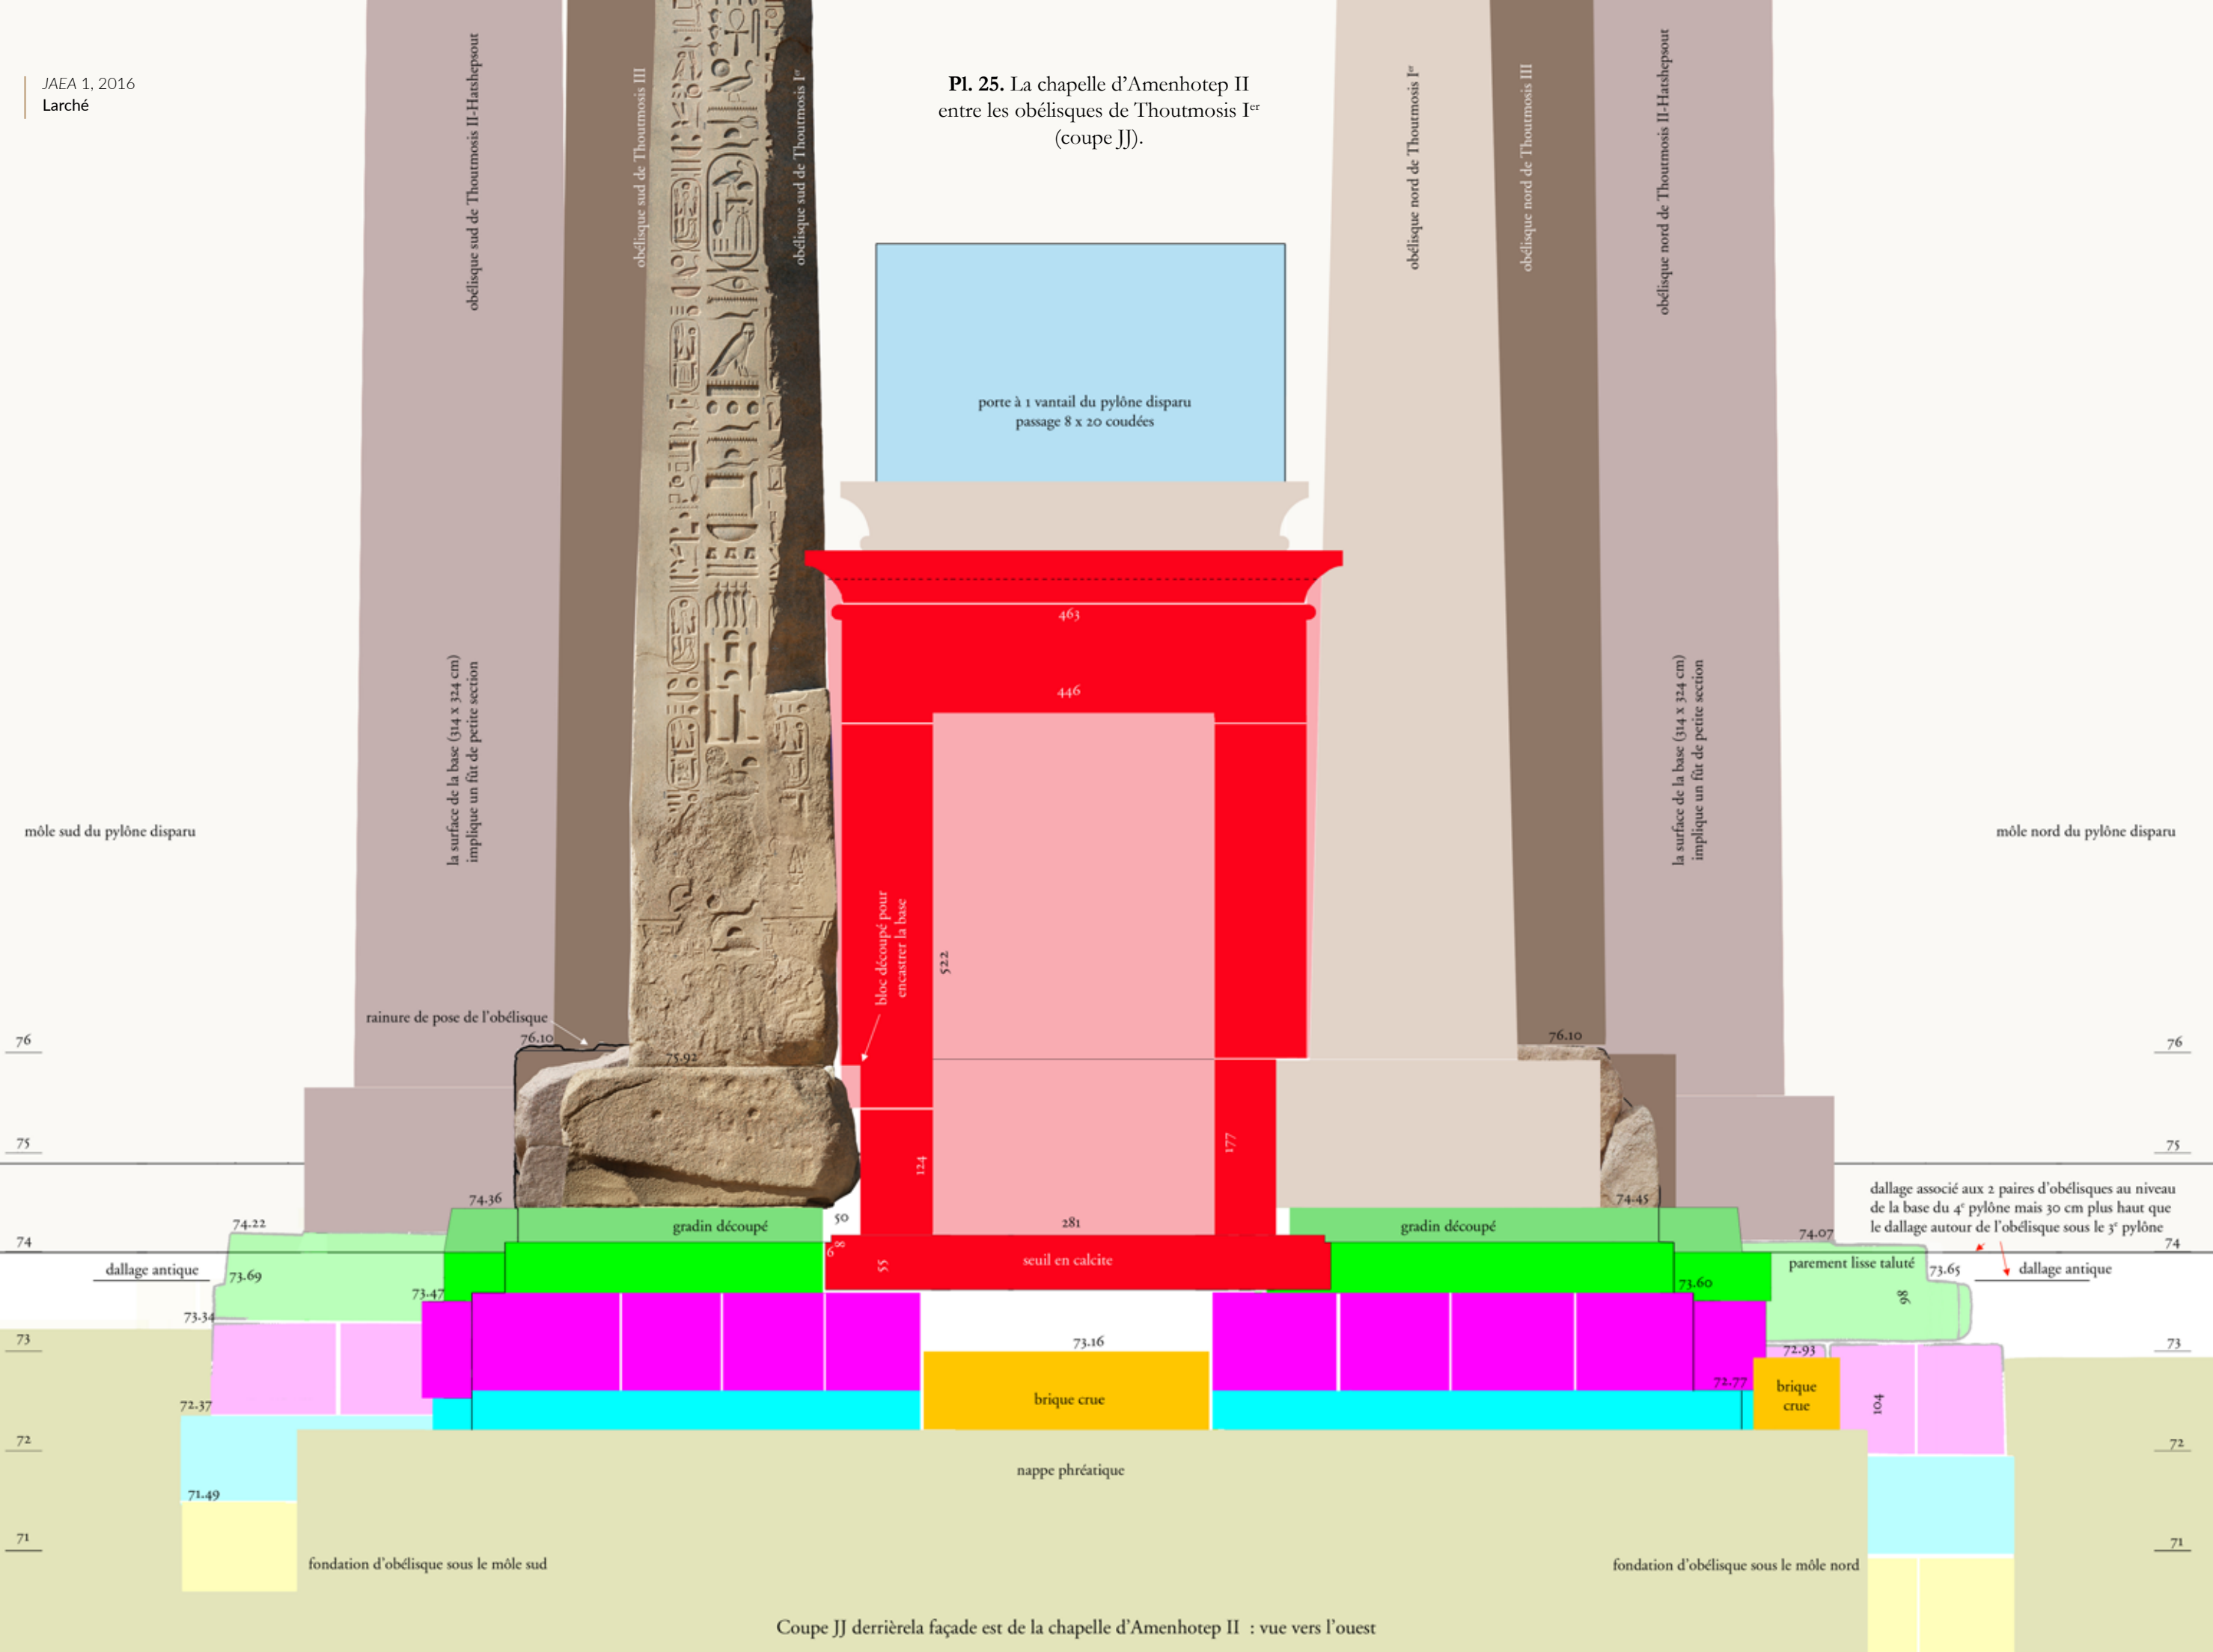 JAEA 1, 2016
Larché
Pl. 25. La chapelle d’Amenhotep II
entre les obélisques de Thoutmosis Iᵉʳ
(coupe JJ).
obélisque sud de Thoutmosis II-Hatshepsout
obélisque sud de Thoutmosis III
obélisque sud de Thoutmosis Iᵉʳ
obélisque nord de Thoutmosis Iᵉʳ
obélisque nord de Thoutmosis III
obélisque nord de Thoutmosis II-Hatshepsout
porte à 1 vantail du pylône disparu
passage 8 x 20 coudées
463
446
la surface de la base (314 x 324 cm)
implique un fût de petite section
la surface de la base (314 x 324 cm)
implique un fût de petite section
môle sud du pylône disparu
môle nord du pylône disparu
bloc découpé pour
encastrer la base
522
rainure de pose de l’obélisque
76.10
75.92
76.10
76
76
75
75
124
177
74.36
74.45
dallage associé aux 2 paires d’obélisques au niveau
de la base du 4ᵉ pylône mais 30 cm plus haut que
le dallage autour de l’obélisque sous le 3ᵉ pylône
74.22
gradin découpé
50
281
gradin découpé
74.07
74
74
6
8
55
seuil en calcite
parement lisse taluté
dallage antique
73.69
73.65
dallage antique
73.47
73.60
98
73.34
73
73.16
73
72.93
72.77
brique crue
brique
crue
104
72.37
72
72
nappe phréatique
71.49
71
71
fondation d’obélisque sous le môle sud
fondation d’obélisque sous le môle nord
Coupe JJ derrièrela façade est de la chapelle d’Amenhotep II : vue vers l’ouest